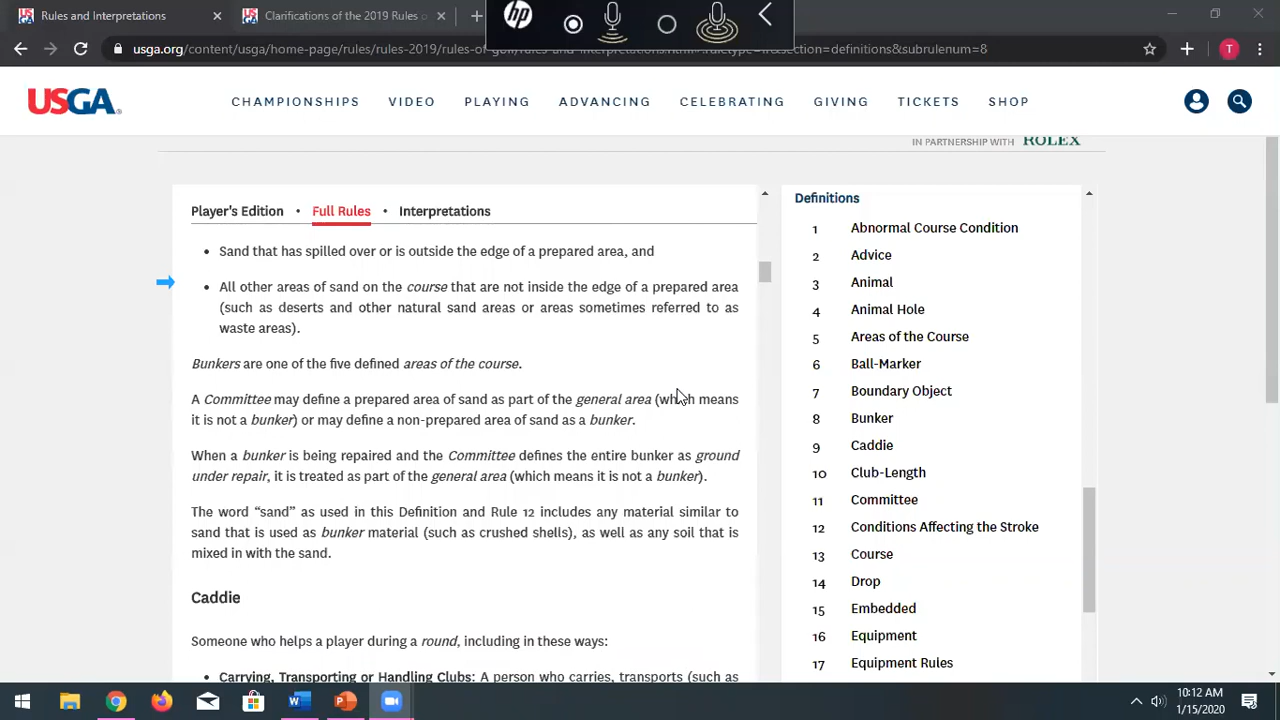 Rules and Interpretations
Clarifications of the 2019 Rules o
hp
usga.org/content/usga/home-page/rules/rules-2019/rules-of-golf/rules-and-interpretations.html
section=definitions&subrulenum=8
T
USGA
CHAMPIONSHIPS VIDEO PLAYING ADVANCING CELEBRATING GIVING TICKETS SHOP
IN PARTNERSHIP WITH ROLEX
Player's Edition • Full Rules • Interpretations
• Sand that has spilled over or is outside the edge of a prepared area, and
• All other areas of sand on the course that are not inside the edge of a prepared area
(such as deserts and other natural sand areas or areas sometimes referred to as
waste areas).
Bunkers are one of the five defined areas of the course.
A Committee may define a prepared area of sand as part of the general area (which means
it is not a bunker) or may define a non-prepared area of sand as a bunker.
When a bunker is being repaired and the Committee defines the entire bunker as ground
under repair, it is treated as part of the general area (which means it is not a bunker).
The word “sand” as used in this Definition and Rule 12 includes any material similar to
sand that is used as bunker material (such as crushed shells), as well as any soil that is
mixed in with the sand.
Caddie
Someone who helps a player during a round, including in these ways:
• Carrying, Transporting or Handling Clubs: A person who carries, transports (such as
Definitions
1 Abnormal Course Condition
2 Advice
3 Animal
4 Animal Hole
5 Areas of the Course
6 Ball-Marker
7 Boundary Object
8 Bunker
9 Caddie
10 Club-Length
11 Committee
12 Conditions Affecting the Stroke
13 Course
14 Drop
15 Embedded
16 Equipment
17 Equipment Rules
10:12 AM
1/15/2020